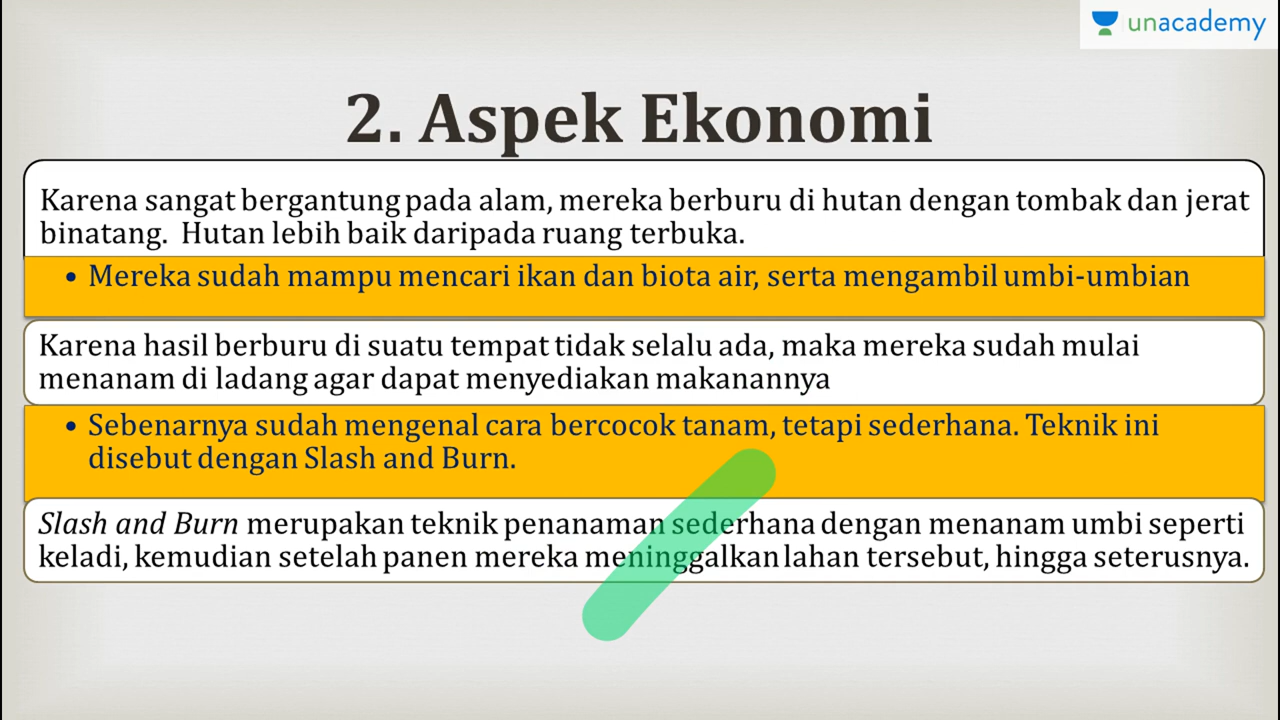 unacademy
2. Aspek Ekonomi
Karena sangat bergantung pada alam, mereka berburu di hutan dengan tombak dan jerat
binatang. Hutan lebih baik daripada ruang terbuka.
• Mereka sudah mampu mencari ikan dan biota air, serta mengambil umbi-umbian
Karena hasil berburu di suatu tempat tidak selalu ada, maka mereka sudah mulai
menanam di ladang agar dapat menyediakan makanannya
• Sebenarnya sudah mengenal cara bercocok tanam, tetapi sederhana. Teknik ini
disebut dengan Slash and Burn.
Slash and Burn merupakan teknik penanaman sederhana dengan menanam umbi seperti
keladi, kemudian setelah panen mereka meninggalkan lahan tersebut, hingga seterusnya.